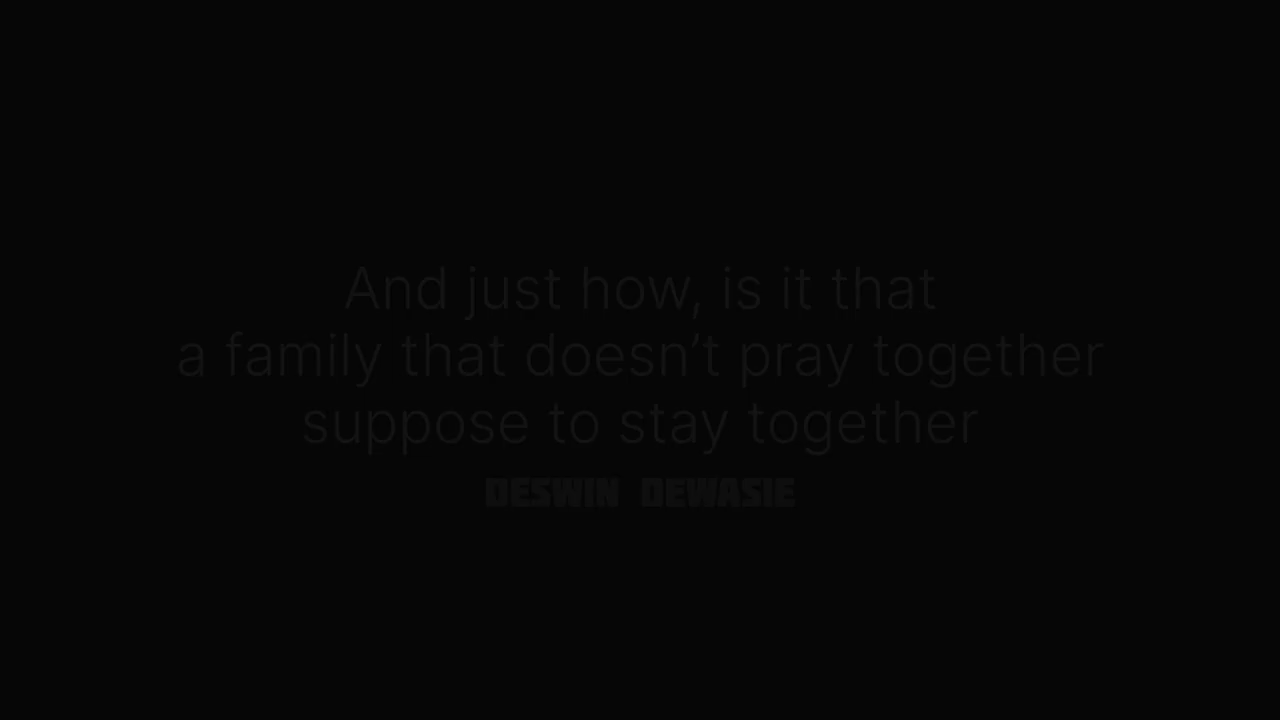 And just how, is it that
a family that doesn’t pray together
suppose to stay together
DESWIN DEWASIE